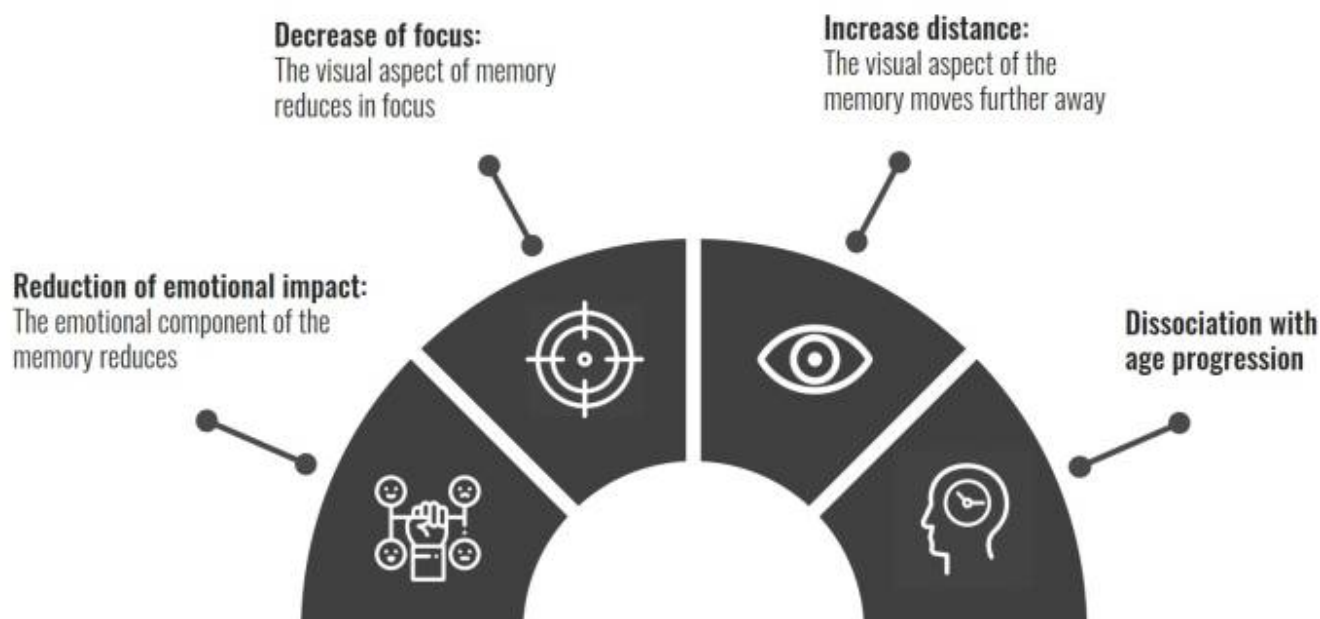 Decrease of focus:
The visual aspect of memory
reduces in focus
Increase distance:
The visual aspect of the
memory moves further away
Reduction of emotional impact:
The emotional component of the
memory reduces
Dissociation with
age progression